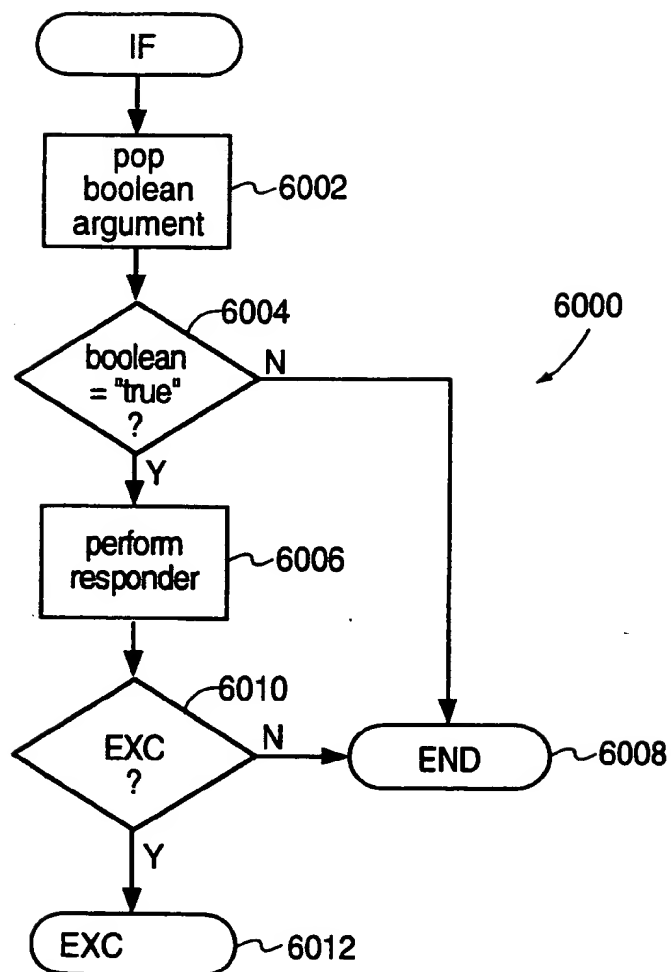 IF
pop
boolean
argument
6002
6004
boolean
= "true"
?
N
6000
Y
perform
responder
6006
6010
EXC
?
N
END
6008
Y
EXC
6012